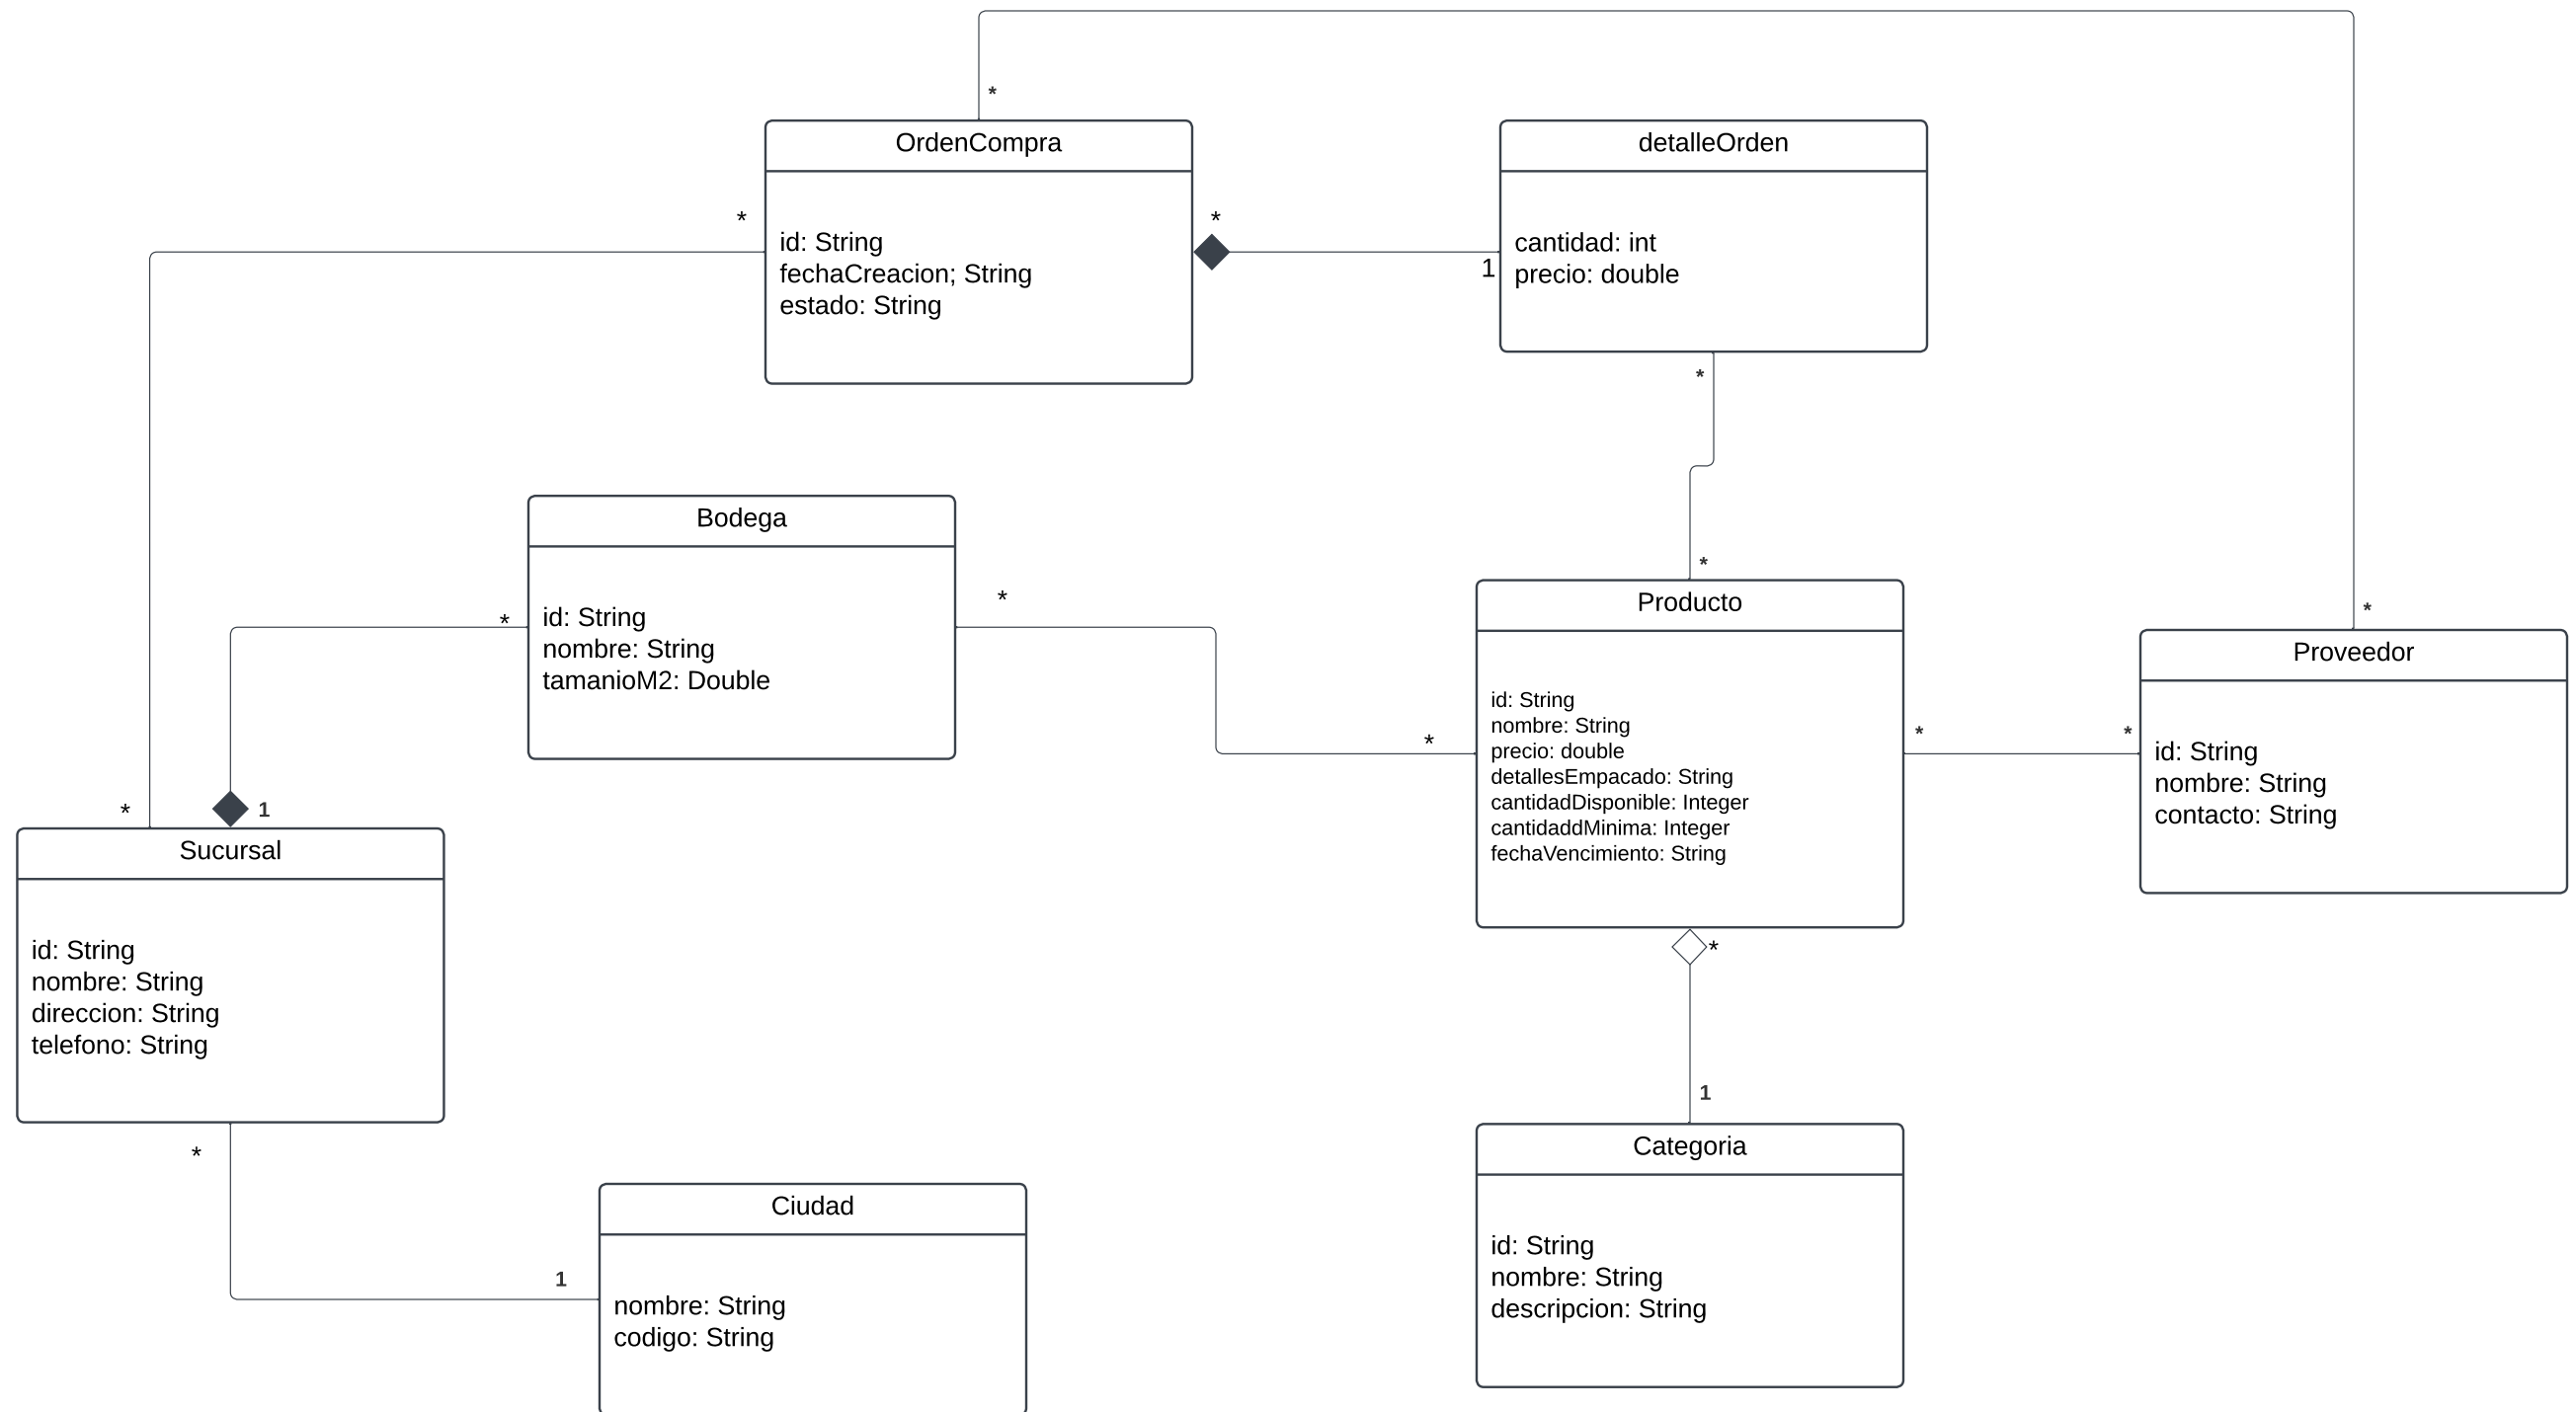 *
OrdenCompra
id: String
fechaCreacion; String
estado: String
*
*
1
detalleOrden
cantidad: int
precio: double
*
Bodega
id: String
nombre: String
tamanioM2: Double
*
*
*
*
Producto
id: String
nombre: String
precio: double
detallesEmpacado: String
cantidadDisponible: Integer
cantidaddMinima: Integer
fechaVencimiento: String
*
*
*
Proveedor
id: String
nombre: String
contacto: String
*
1
Sucursal
id: String
nombre: String
direccion: String
telefono: String
*
1
Ciudad
nombre: String
codigo: String
*
1
Categoria
id: String
nombre: String
descripcion: String